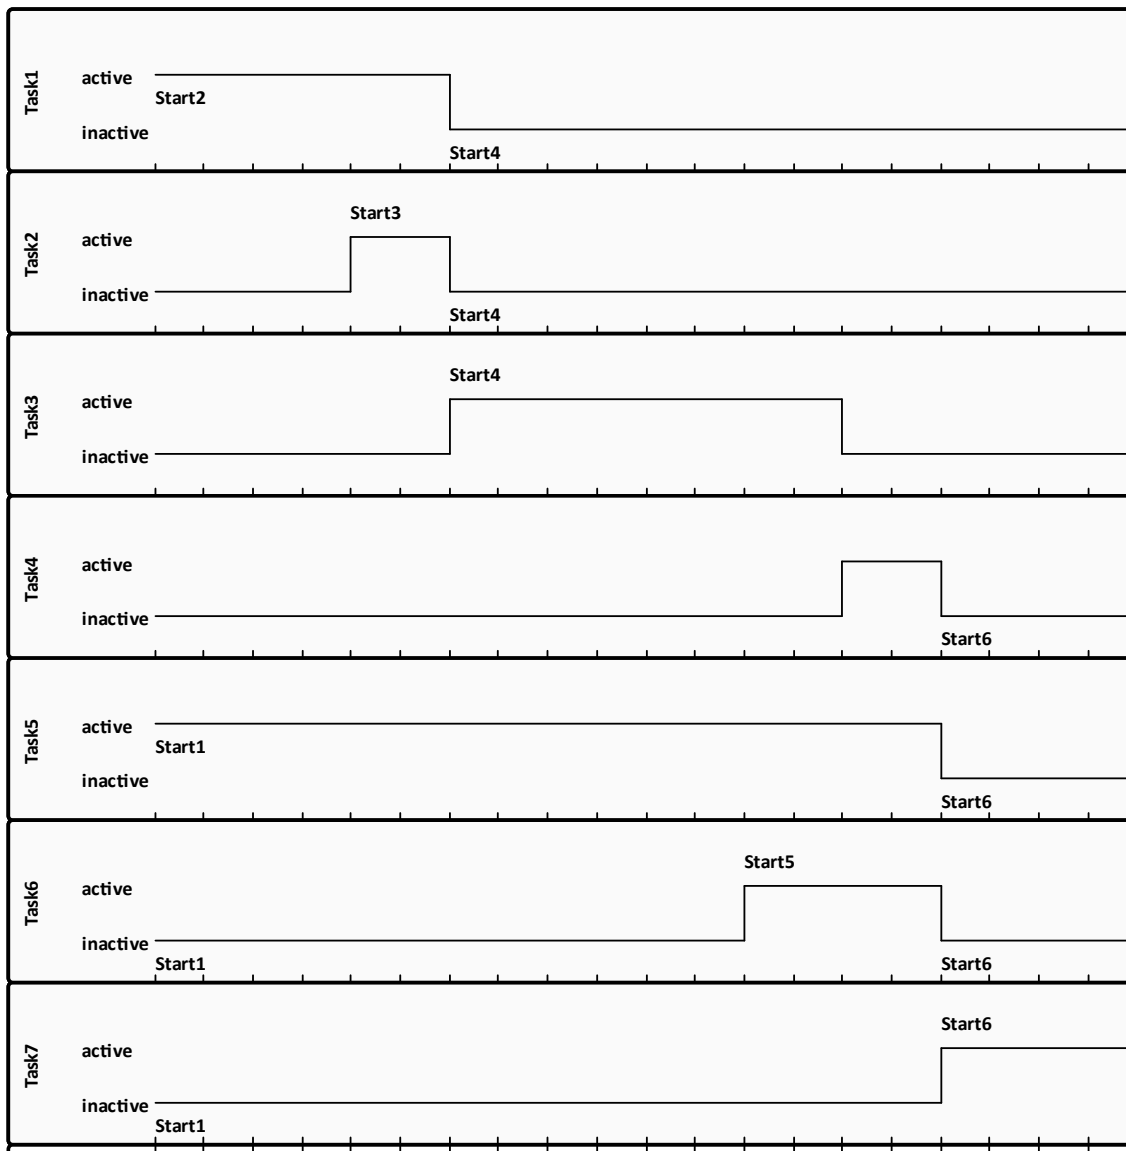 Task1
active
Start2
inactive
Start4
Task2
Start3
active
inactive
Start4
Task3
Start4
active
inactive
Task4
active
inactive
Start6
Task5
active
Start1
inactive
Start6
Task6
Start5
active
inactive
Start1
Start6
Task7
Start6
active
inactive
Start1